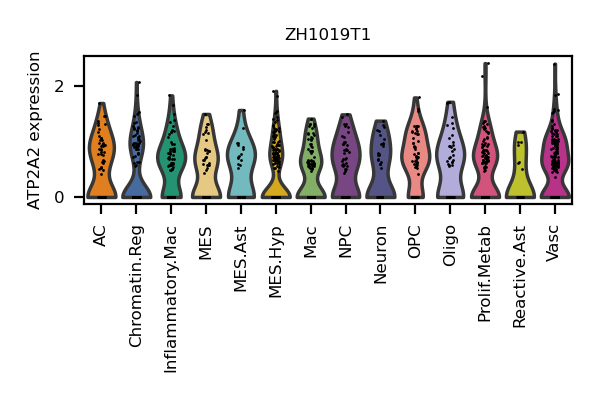 ZH1019T1
ATP2A2 expression
2
0
AC
Chromatin.Reg
Inflammatory.Mac
MES
MES.Ast
MES.Hyp
Mac
NPC
Neuron
OPC
Oligo
Prolif.Metab
Reactive.Ast
Vasc